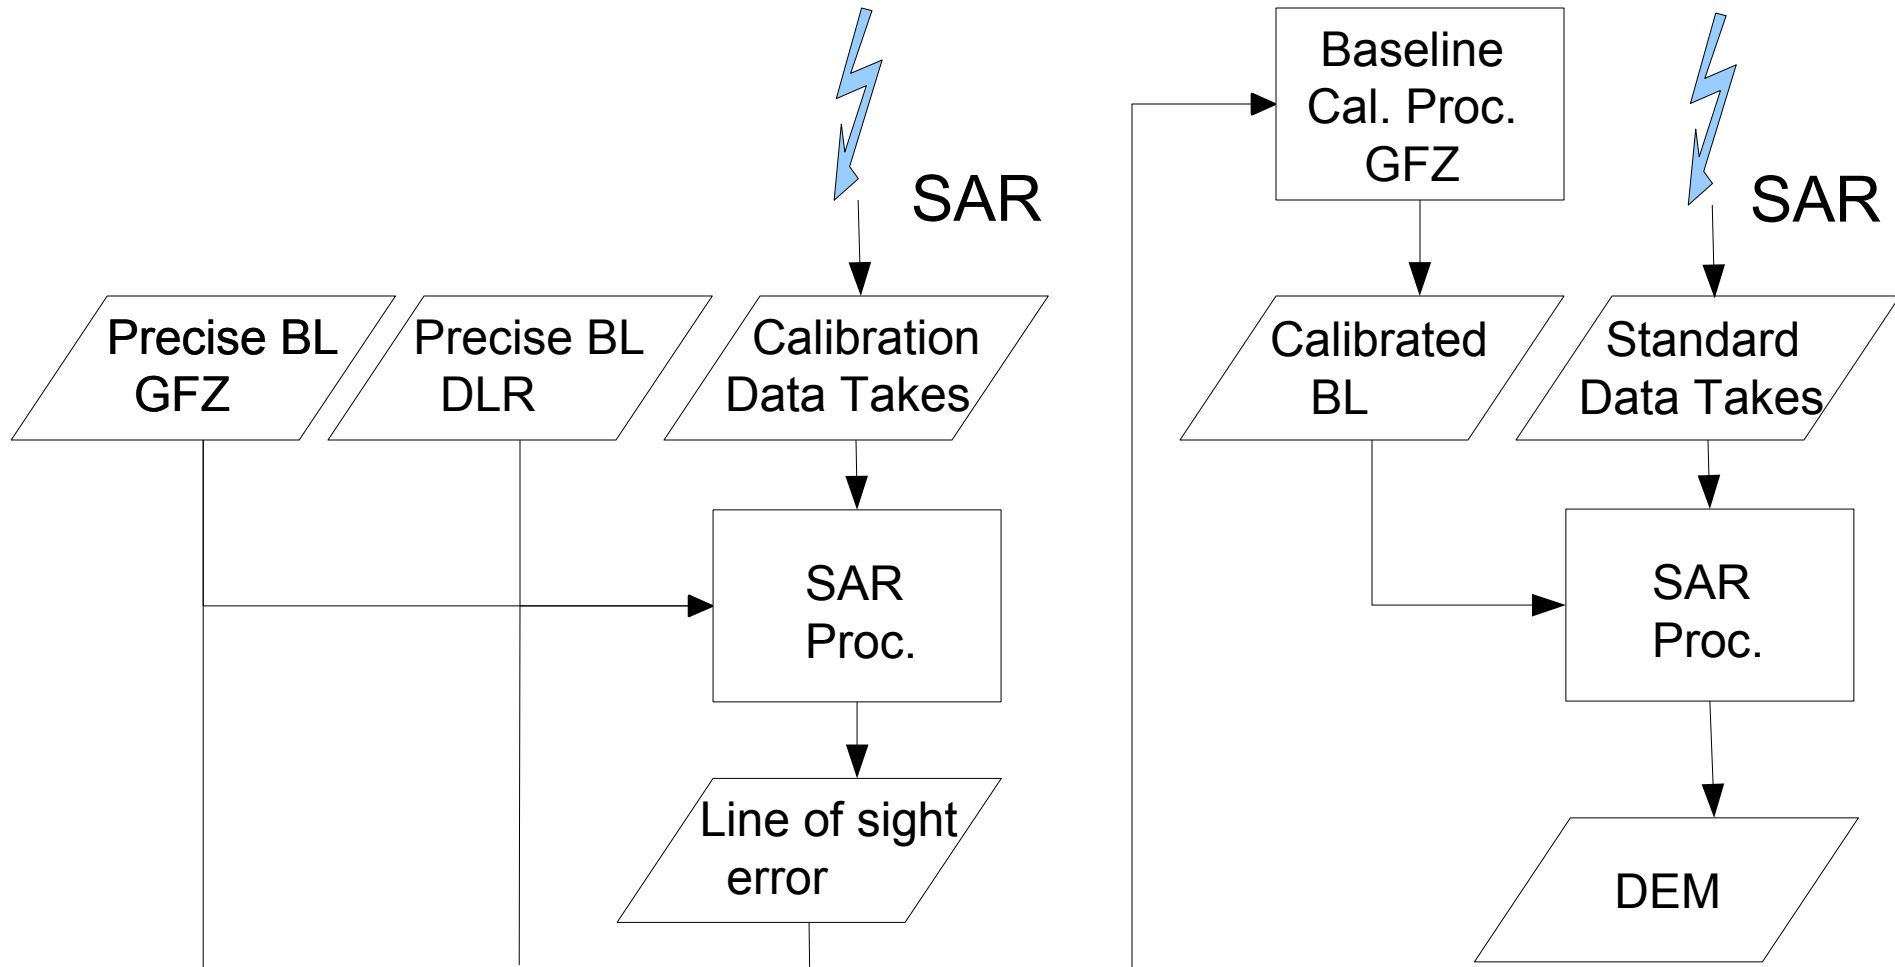 SAR
Precise BL
GFZ
Precise BL
DLR
Calibration
Data Takes
SAR
Proc.
Line of sight
error
Baseline
Cal. Proc.
GFZ
SAR
Calibrated
BL
Standard
Data Takes
SAR
Proc.
DEM